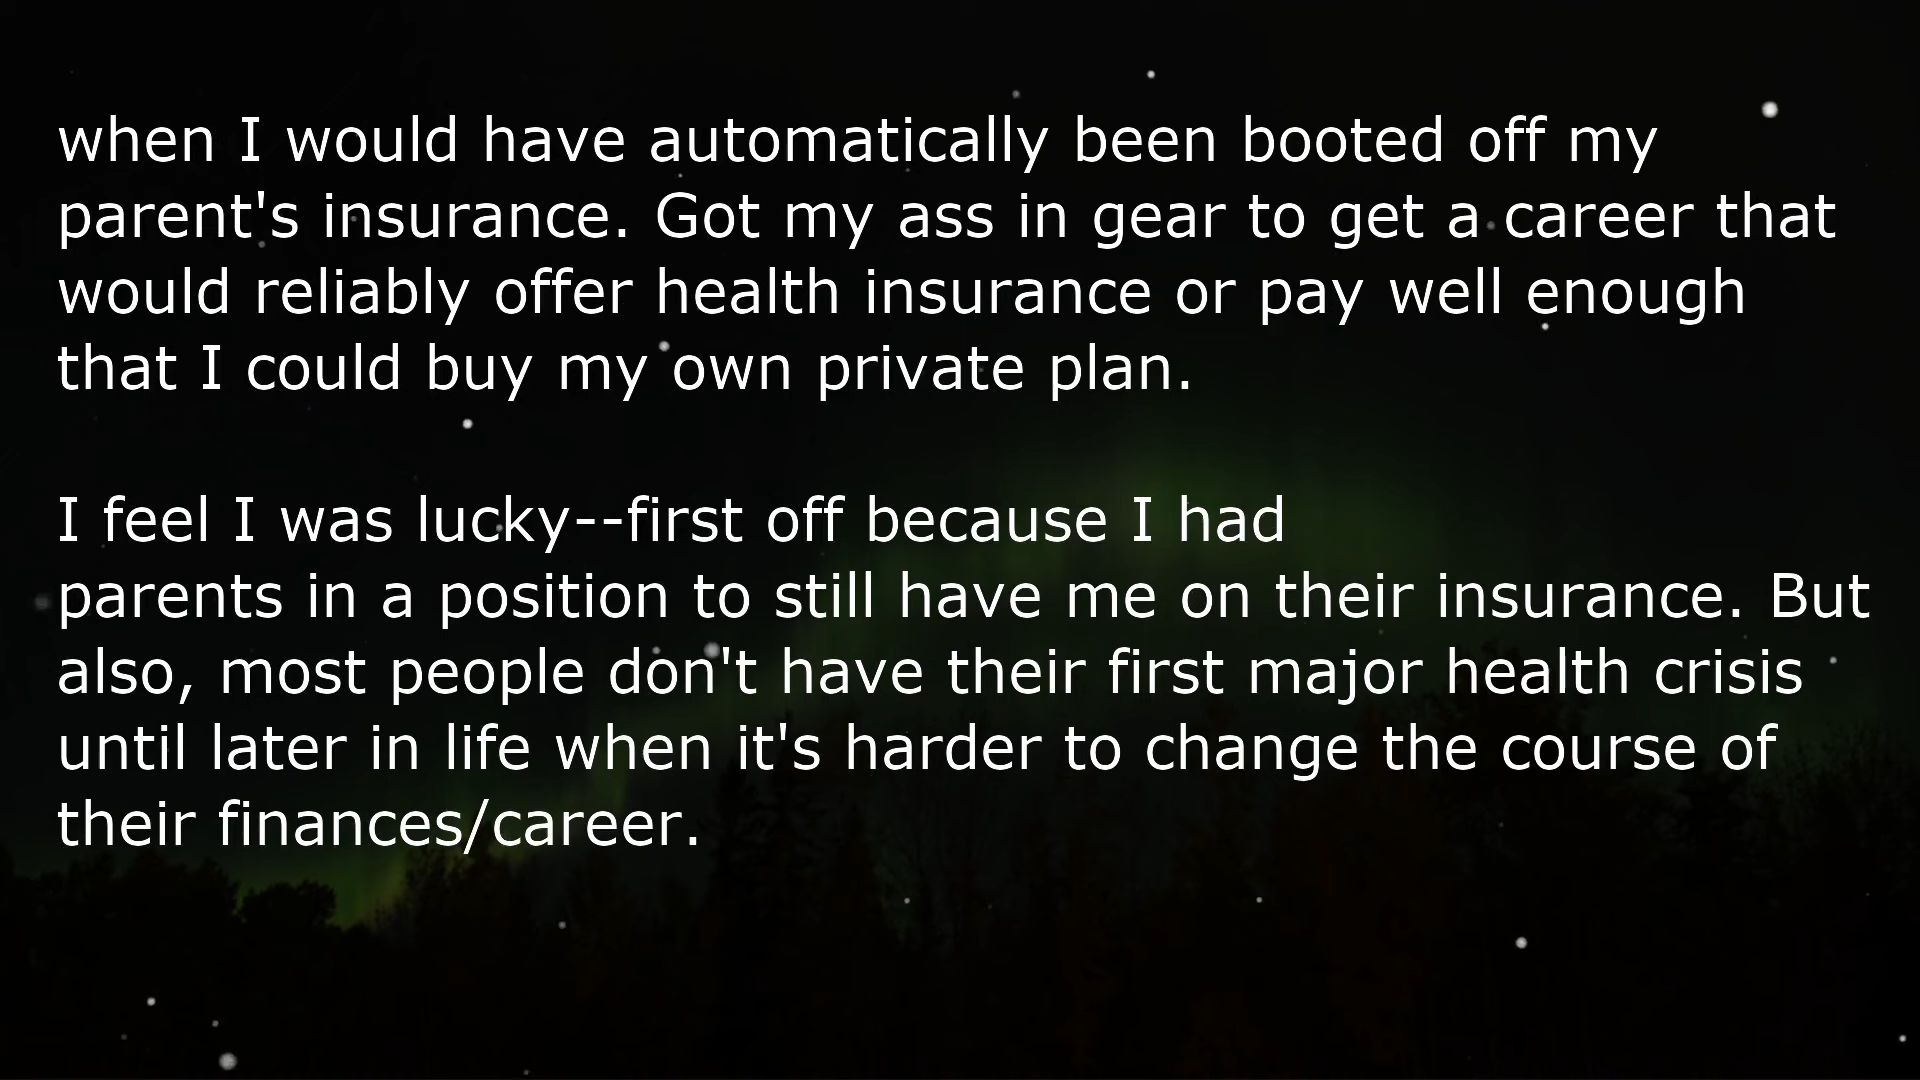 when I would have automatically been booted off my
parent's insurance. Got my ass in gear to get a career that
would reliably offer health insurance or pay well enough
that I could buy my own private plan.
I feel I was lucky--first off because I had
parents in a position to still have me on their insurance. But
also, most people don't have their first major health crisis
until later in life when it's harder to change the course of
their finances/career.